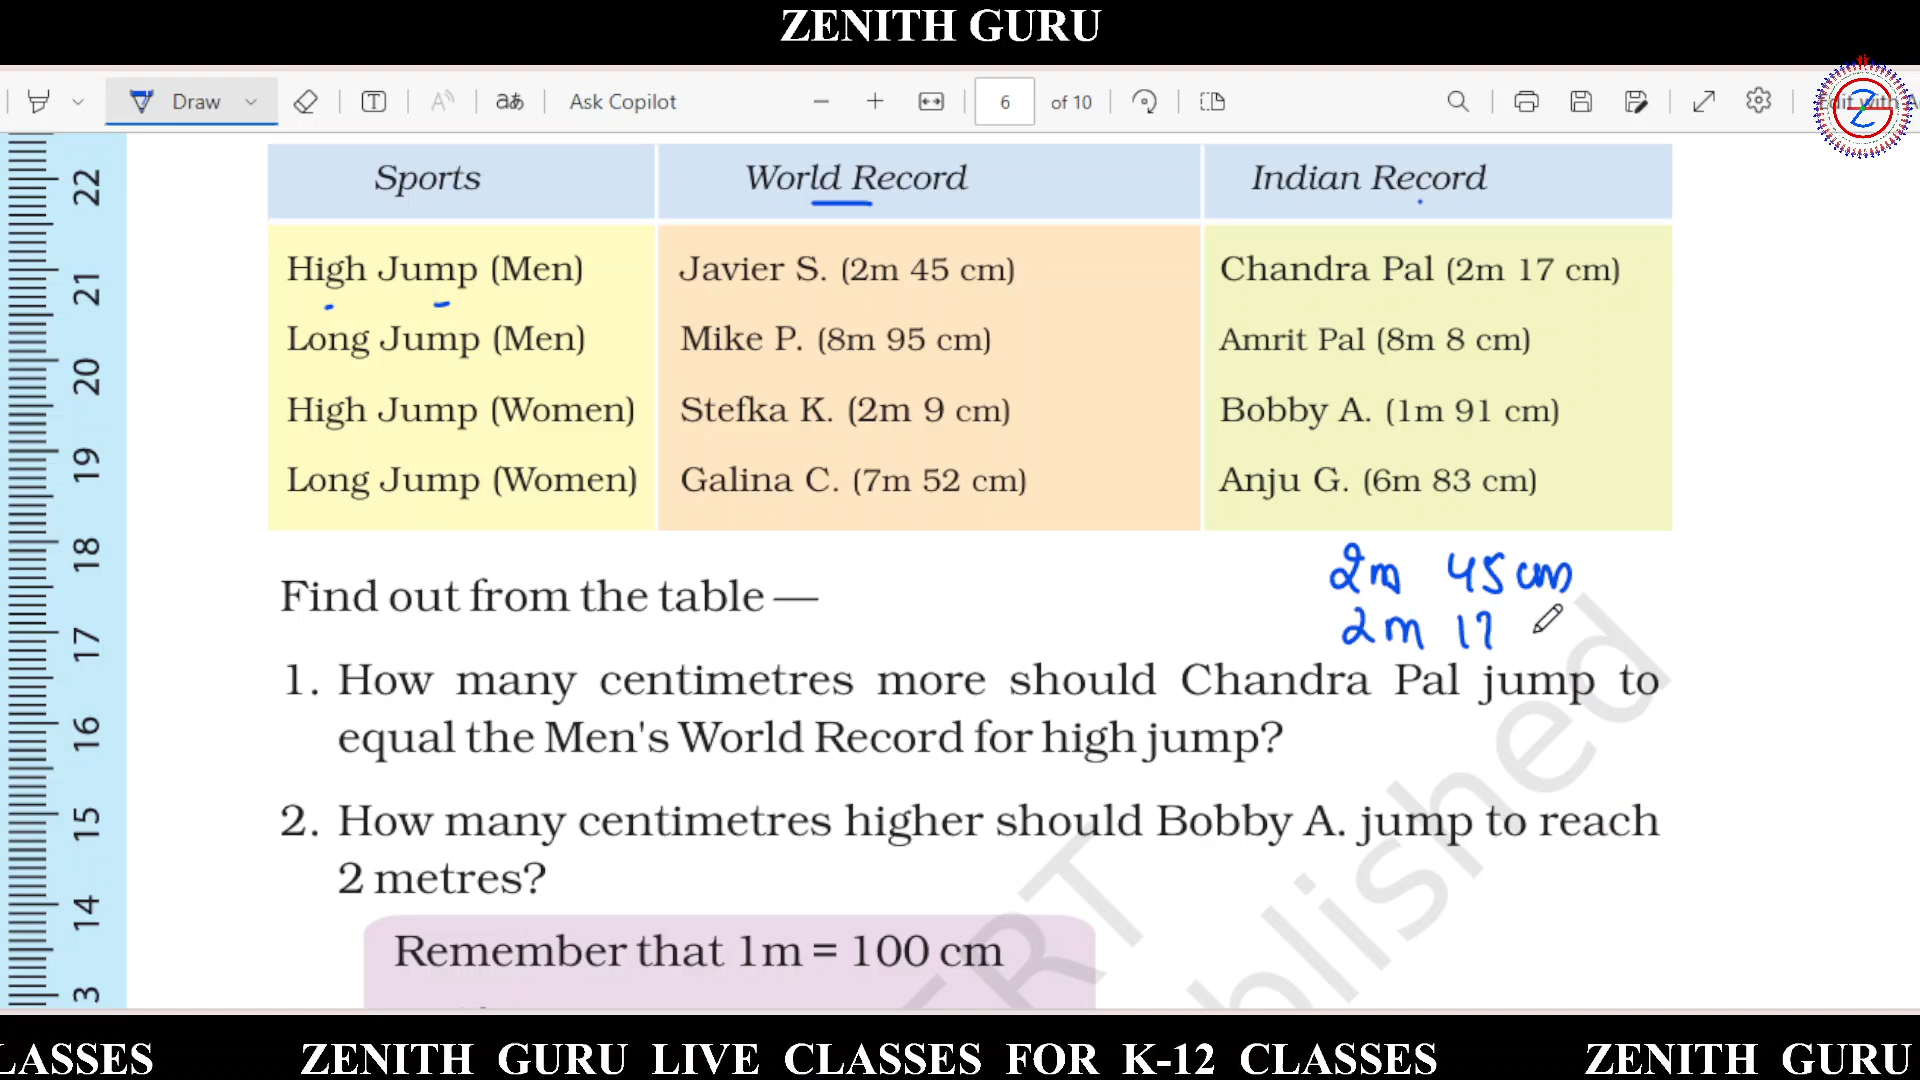 ZENITH GURU
Draw
Ask Copilot
6 of 10
Edit with A
Sports World Record Indian Record
High Jump (Men) Javier S. (2m 45 cm) Chandra Pal (2m 17 cm)
Long Jump (Men) Mike P. (8m 95 cm) Amrit Pal (8m 8 cm)
High Jump (Women) Stefka K. (2m 9 cm) Bobby A. (1m 91 cm)
Long Jump (Women) Galina C. (7m 52 cm) Anju G. (6m 83 cm)
22
21
20
19
18
17
16
15
14
3
2m 45 cm
2m 17
Find out from the table —
1. How many centimetres more should Chandra Pal jump to
equal the Men's World Record for high jump?
2. How many centimetres higher should Bobby A. jump to reach
2 metres?
Remember that 1m = 100 cm
blished
LASSES ZENITH GURU LIVE CLASSES FOR K-12 CLASSES ZENITH GURU